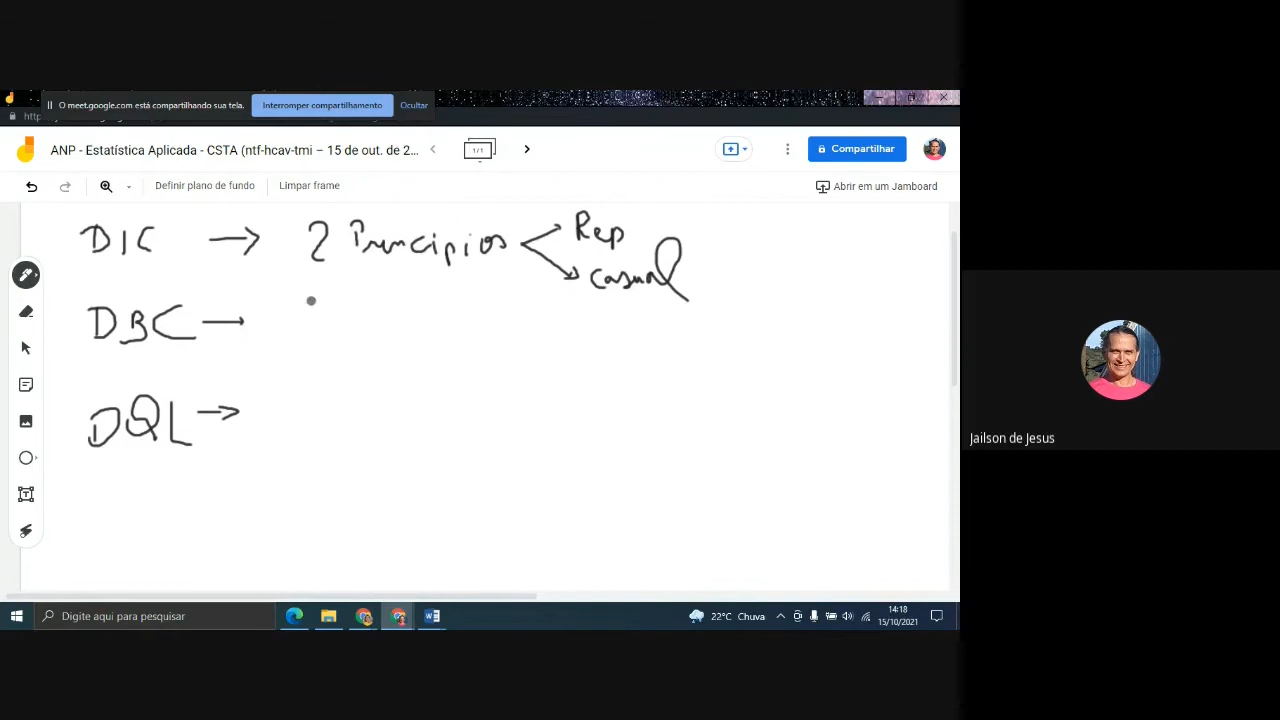 O meet.google.com está compartilhando sua tela.
Interromper compartilhamento
Ocultar
http
ANP - Estatística Aplicada - CSTA (ntf-hcav-tmi – 15 de out. de 2...
1/1
Compartilhar
Definir plano de fundo
Limpar frame
Abrir em um Jamboard
DIC → 2 Princípios
Rep
Casual
DBC →
DQL →
Jailson de Jesus
Digite aqui para pesquisar
22°C Chuva
14:18
15/10/2021